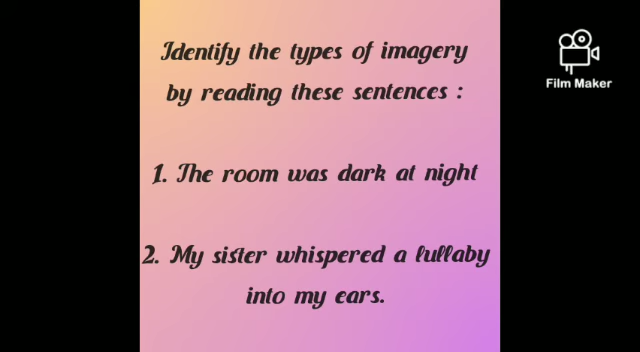 Identify the types of imagery
by reading these sentences :
1. The room was dark at night
2. My sister whispered a lullaby
into my ears.
Film Maker